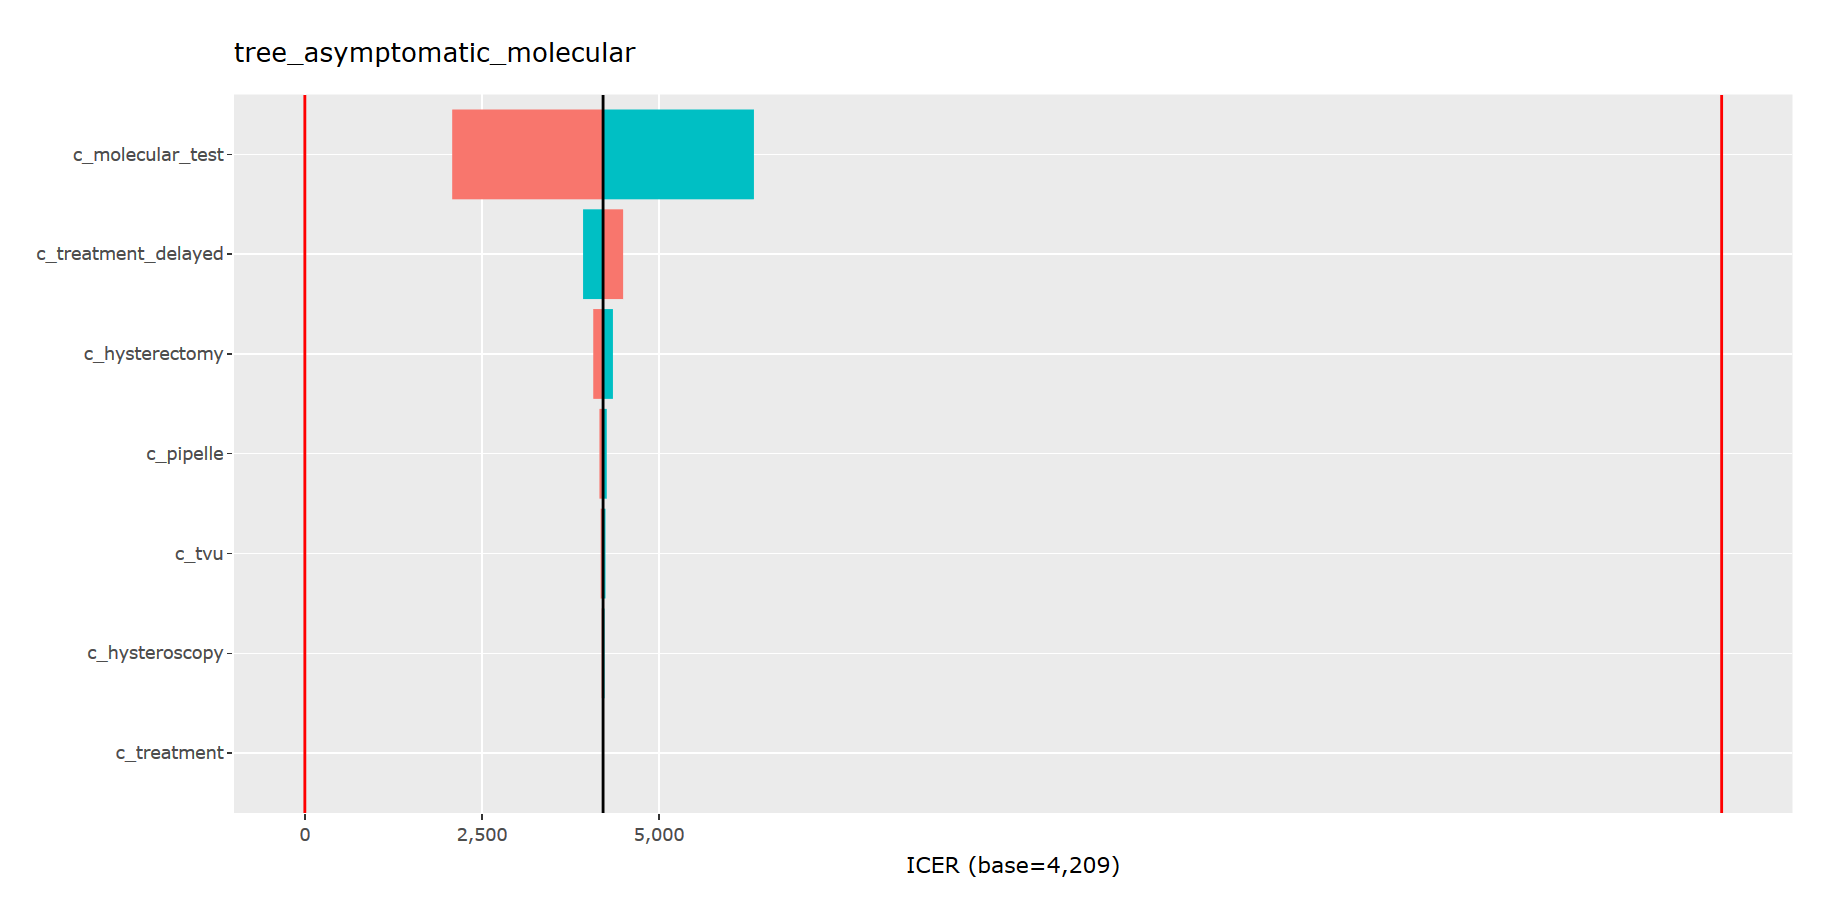 tree_asymptomatic_molecular
c_molecular_test
c_treatment_delayed
c_hysterectomy
c_pipelle
c_tvu
c_hysteroscopy
c_treatment
0 2,500 5,000
ICER (base=4,209)